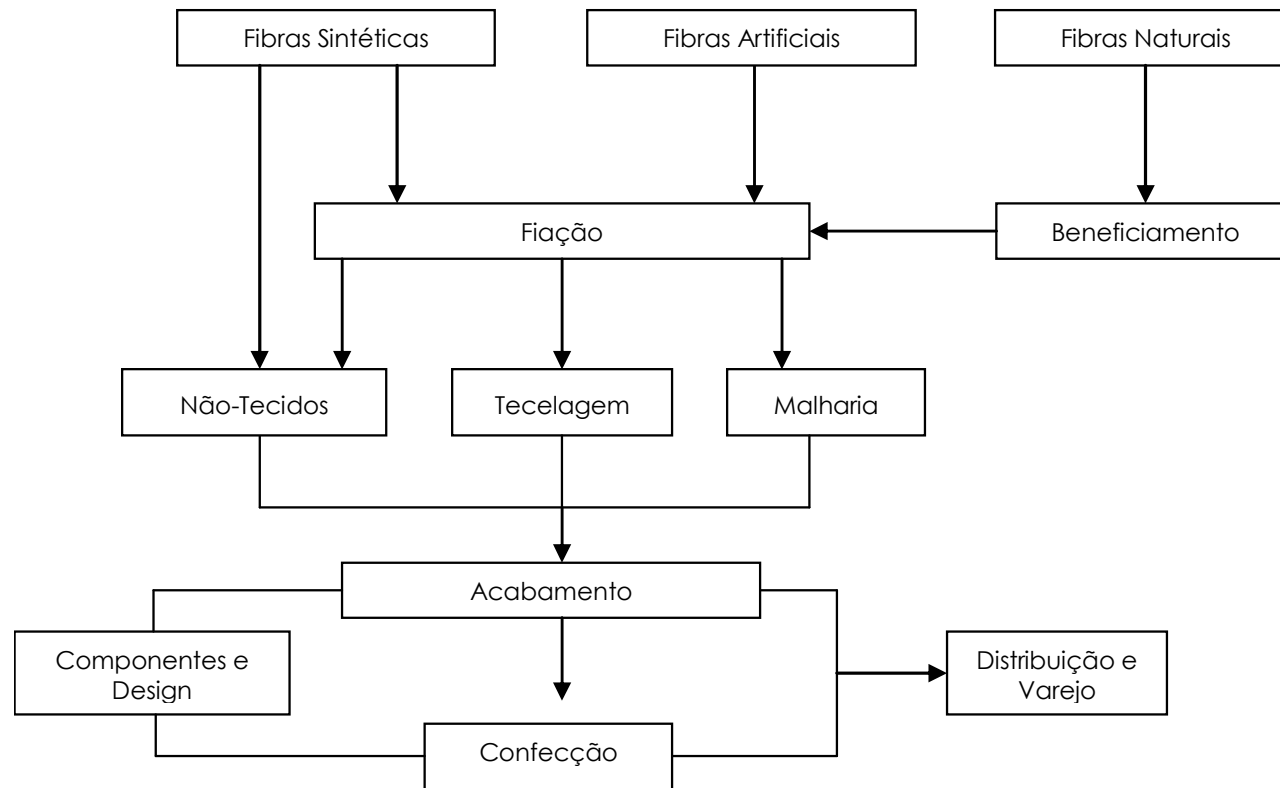 Fibras Sintéticas
Fibras Artificiais
Fibras Naturais
Fiação
Beneficiamento
Não-Tecidos
Tecelagem
Malharia
Acabamento
Componentes e
Design
Distribuição e
Varejo
Confecção